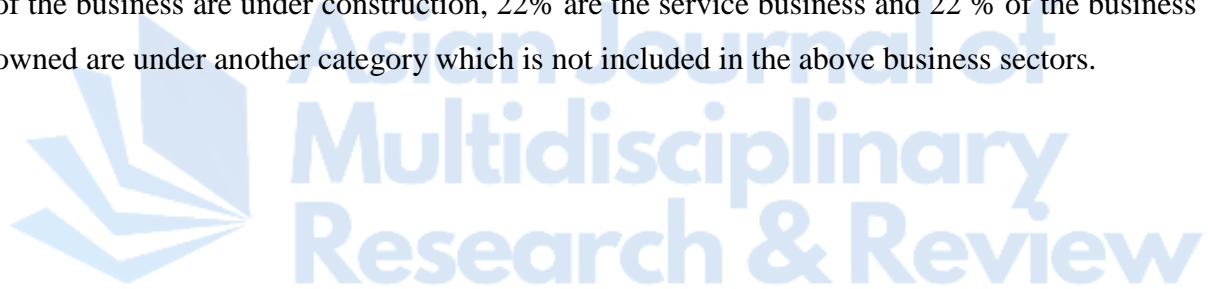 of the business are under construction, 22% are the service business and 22 % of the business
owned are under another category which is not included in the above business sectors.
Asian Journal of
Multidisciplinary
Research & Review